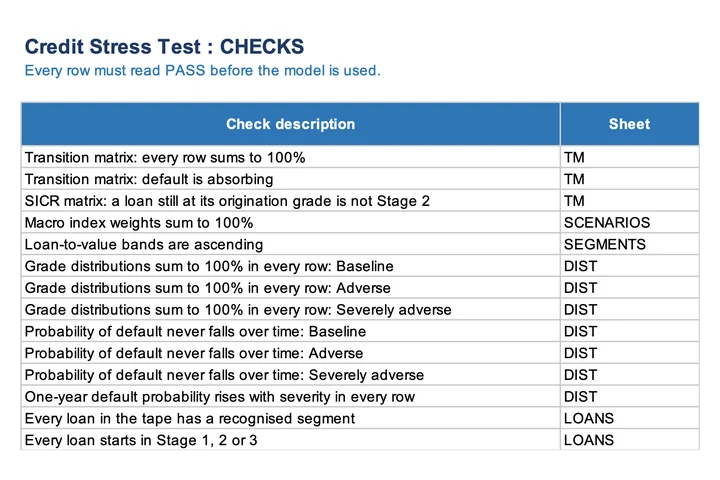 Credit Stress Test : CHECKS
Every row must read PASS before the model is used.
Check description Sheet
Transition matrix: every row sums to 100% TM
Transition matrix: default is absorbing TM
SICR matrix: a loan still at its origination grade is not Stage 2 TM
Macro index weights sum to 100% SCENARIOS
Loan-to-value bands are ascending SEGMENTS
Grade distributions sum to 100% in every row: Baseline DIST
Grade distributions sum to 100% in every row: Adverse DIST
Grade distributions sum to 100% in every row: Severely adverse DIST
Probability of default never falls over time: Baseline DIST
Probability of default never falls over time: Adverse DIST
Probability of default never falls over time: Severely adverse DIST
One-year default probability rises with severity in every row DIST
Every loan in the tape has a recognised segment LOANS
Every loan starts in Stage 1, 2 or 3 LOANS